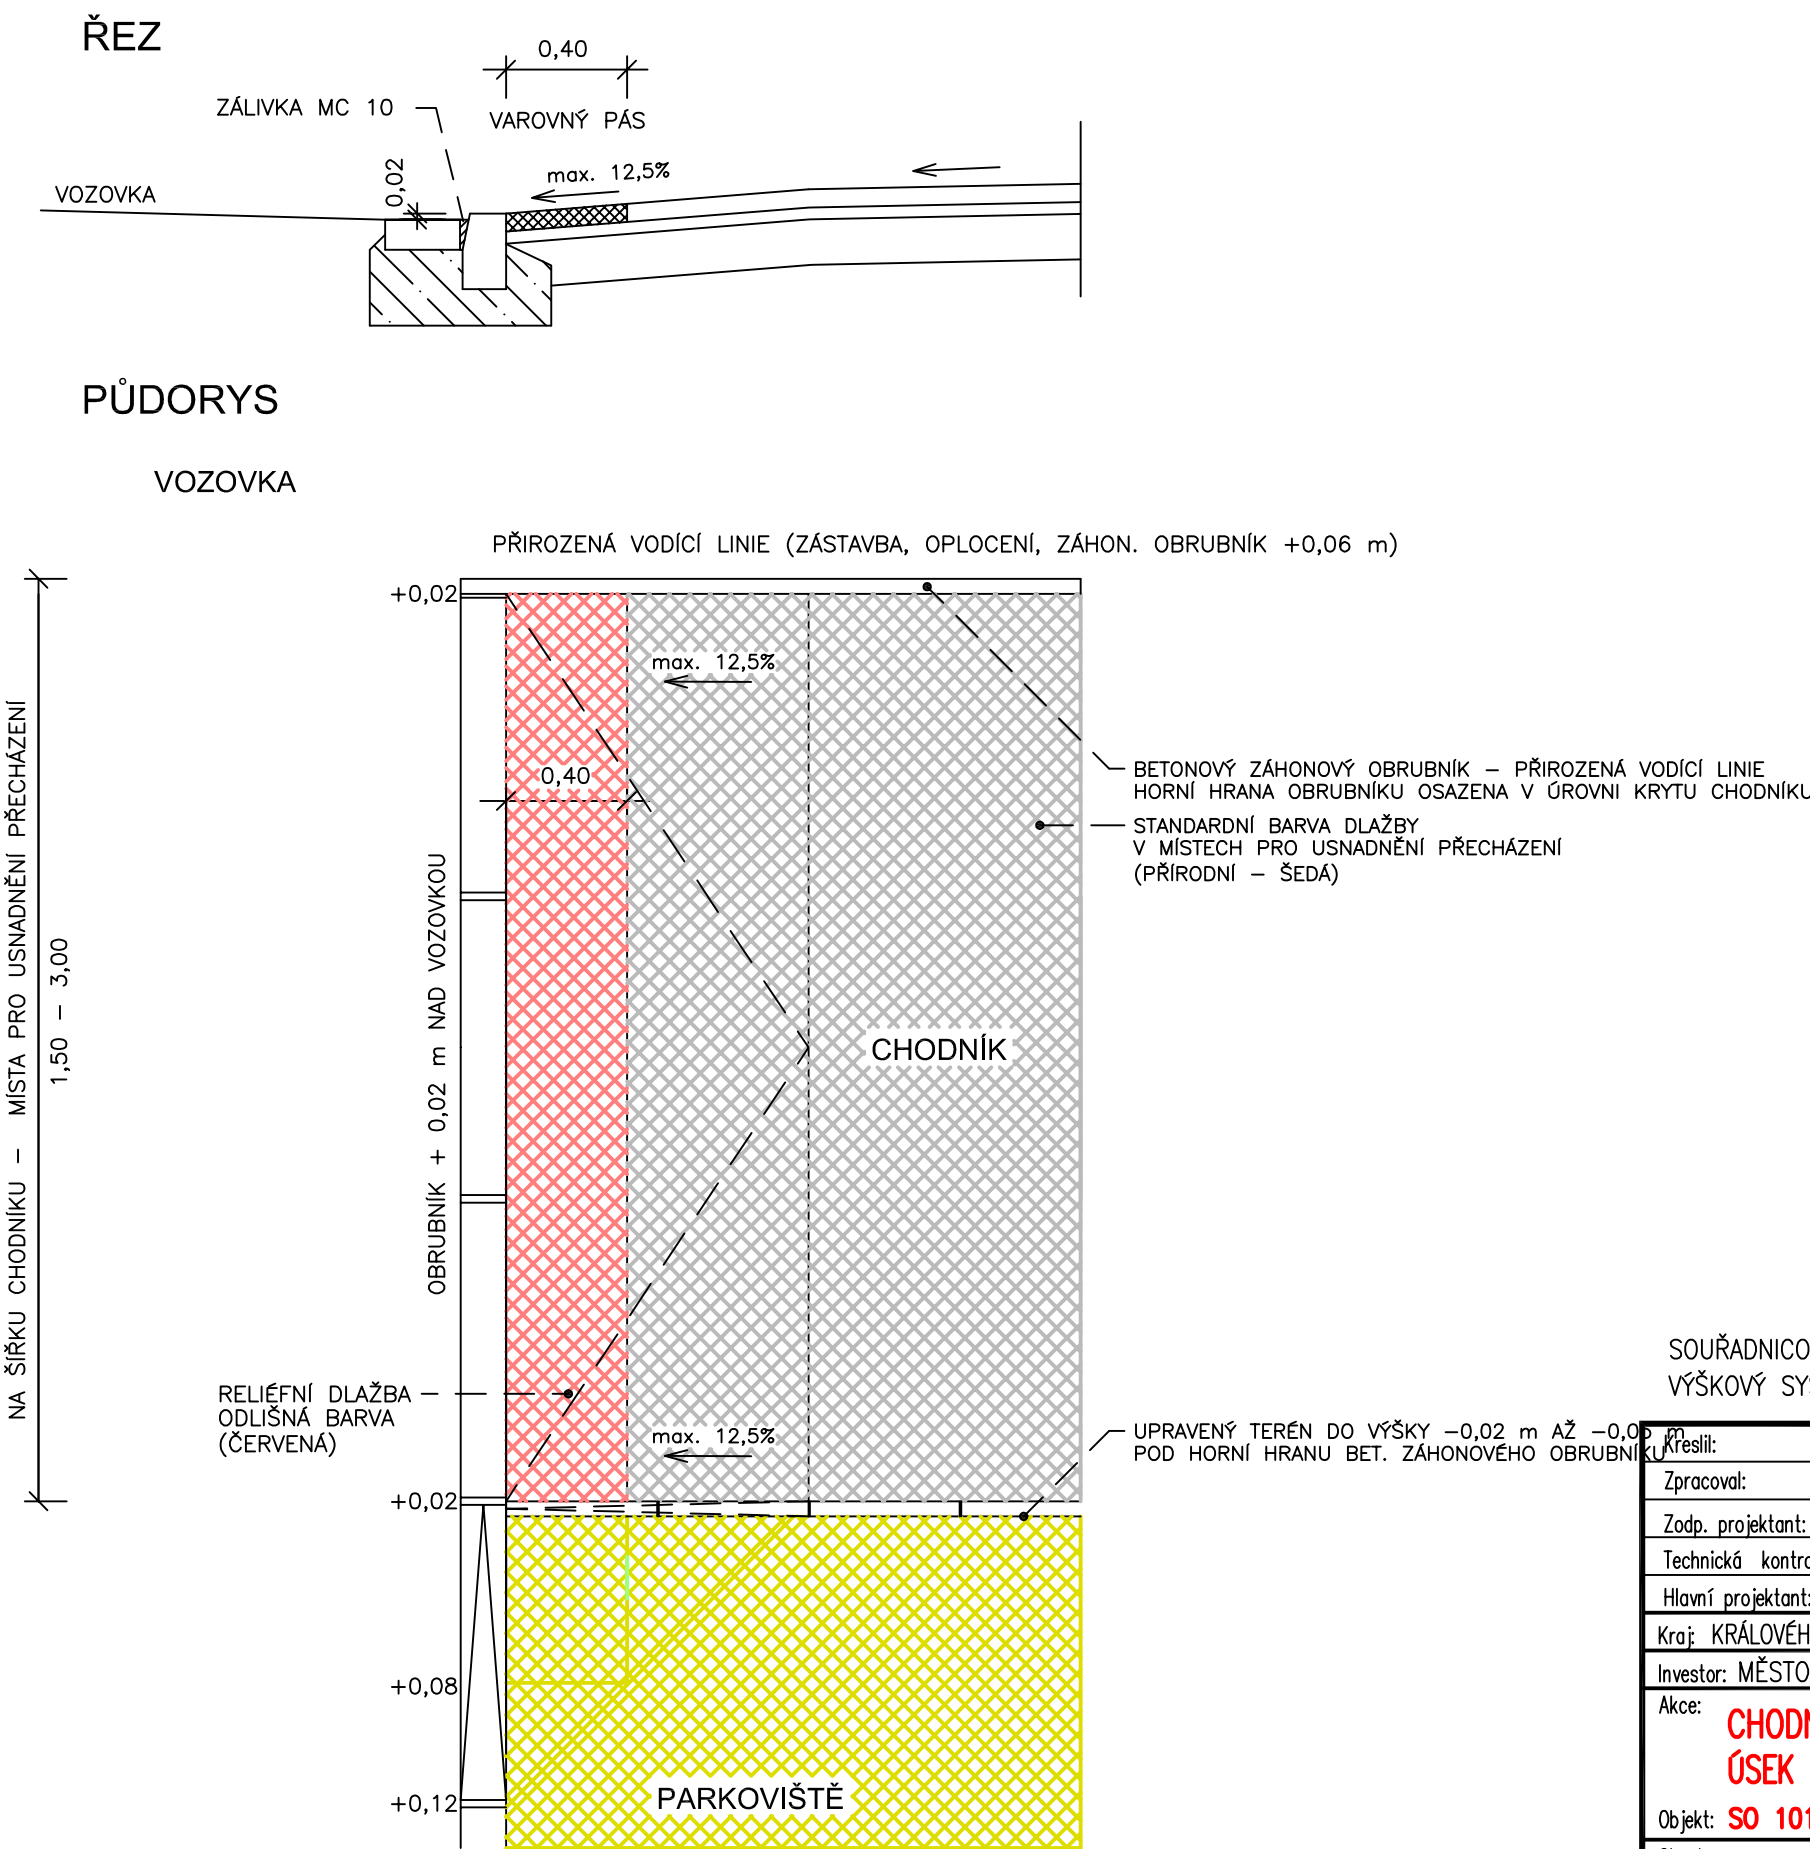 ŘEZ
0,40
ZÁLIVKA MC 10
VAROVNÝ PÁS
max. 12,5%
0,02
VOZOVKA
PŮDORYS
VOZOVKA
PŘIROZENÁ VODÍCÍ LINIE (ZÁSTAVBA, OPLOCENÍ, ZÁHON. OBRUBNÍK +0,06 m)
+0,02
max. 12,5%
0,40
BETONOVÝ ZÁHONOVÝ OBRUBNÍK – PŘIROZENÁ VODÍCÍ LINIE
HORNÍ HRANA OBRUBNÍKU OSAZENA V ÚROVNI KRYTU CHODNÍKU
STANDARDNÍ BARVA DLAŽBY
V MÍSTECH PRO USNADNĚNÍ PŘECHÁZENÍ
(PŘÍRODNÍ – ŠEDÁ)
NA ŠÍŘKU CHODNÍKU – MÍSTA PRO USNADNĚNÍ PŘECHÁZENÍ
1,50 – 3,00
OBRUBNÍK + 0,02 m NAD VOZOVKOU
CHODNÍK
RELIÉFNÍ DLAŽBA
ODLIŠNÁ BARVA
(ČERVENÁ)
max. 12,5%
UPRAVENÝ TERÉN DO VÝŠKY –0,02 m AŽ m
POD HORNÍ HRANU BET. ZÁHONOVÉHO OBRUBNÍKU
+0,02
+0,08
+0,12
PARKOVIŠTĚ
SOUŘADNICO
VÝŠKOVÝ SYS
Kreslil:
Zpracoval:
Zodp. projektant:
Technická kontro
Hlavní projektant:
Kraj: KRÁLOVÉH
Investor: MĚSTO
Akce:
CHODN
ÚSEK
Objekt: SO 101